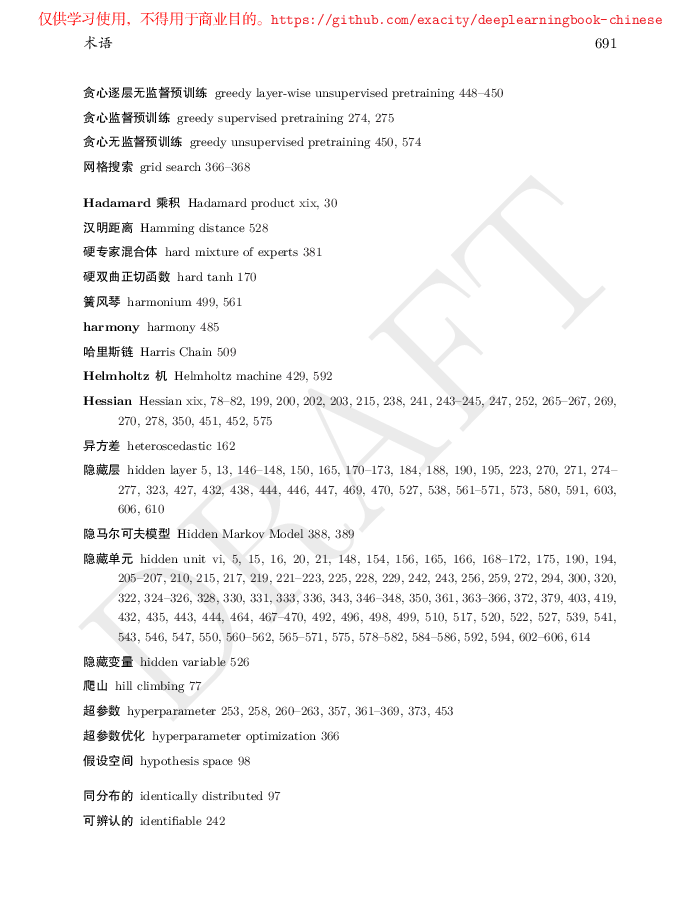 仅供学习使用，不得用于商业目的。https://github.com/exacity/deeplearningbook-chinese
术语 691
贪心逐层无监督预训练 greedy layer-wise unsupervised pretraining 448–450
贪心监督预训练 greedy supervised pretraining 274, 275
贪心无监督预训练 greedy unsupervised pretraining 450, 574
网格搜索 grid search 366–368
Hadamard 乘积 Hadamard product xix, 30
汉明距离 Hamming distance 528
硬专家混合体 hard mixture of experts 381
硬双曲正切函数 hard tanh 170
簧风琴 harmonium 499, 561
harmony harmony 485
哈里斯链 Harris Chain 509
Helmholtz 机 Helmholtz machine 429, 592
Hessian Hessian xix, 78–82, 199, 200, 202, 203, 215, 238, 241, 243–245, 247, 252, 265–267, 269,
270, 278, 350, 451, 452, 575
异方差 heteroscedastic 162
隐藏层 hidden layer 5, 13, 146–148, 150, 165, 170–173, 184, 188, 190, 195, 223, 270, 271, 274–
277, 323, 427, 432, 438, 444, 446, 447, 469, 470, 527, 538, 561–571, 573, 580, 591, 603,
606, 610
隐马尔可夫模型 Hidden Markov Model 388, 389
隐藏单元 hidden unit vi, 5, 15, 16, 20, 21, 148, 154, 156, 165, 166, 168–172, 175, 190, 194,
205–207, 210, 215, 217, 219, 221–223, 225, 228, 229, 242, 243, 256, 259, 272, 294, 300, 320,
322, 324–326, 328, 330, 331, 333, 336, 343, 346–348, 350, 361, 363–366, 372, 379, 403, 419,
432, 435, 443, 444, 464, 467–470, 492, 496, 498, 499, 510, 517, 520, 522, 527, 539, 541,
543, 546, 547, 550, 560–562, 565–571, 575, 578–582, 584–586, 592, 594, 602–606, 614
隐藏变量 hidden variable 526
爬山 hill climbing 77
超参数 hyperparameter 253, 258, 260–263, 357, 361–369, 373, 453
超参数优化 hyperparameter optimization 366
假设空间 hypothesis space 98
同分布的 identically distributed 97
可辨认的 identifiable 242
DRAFT